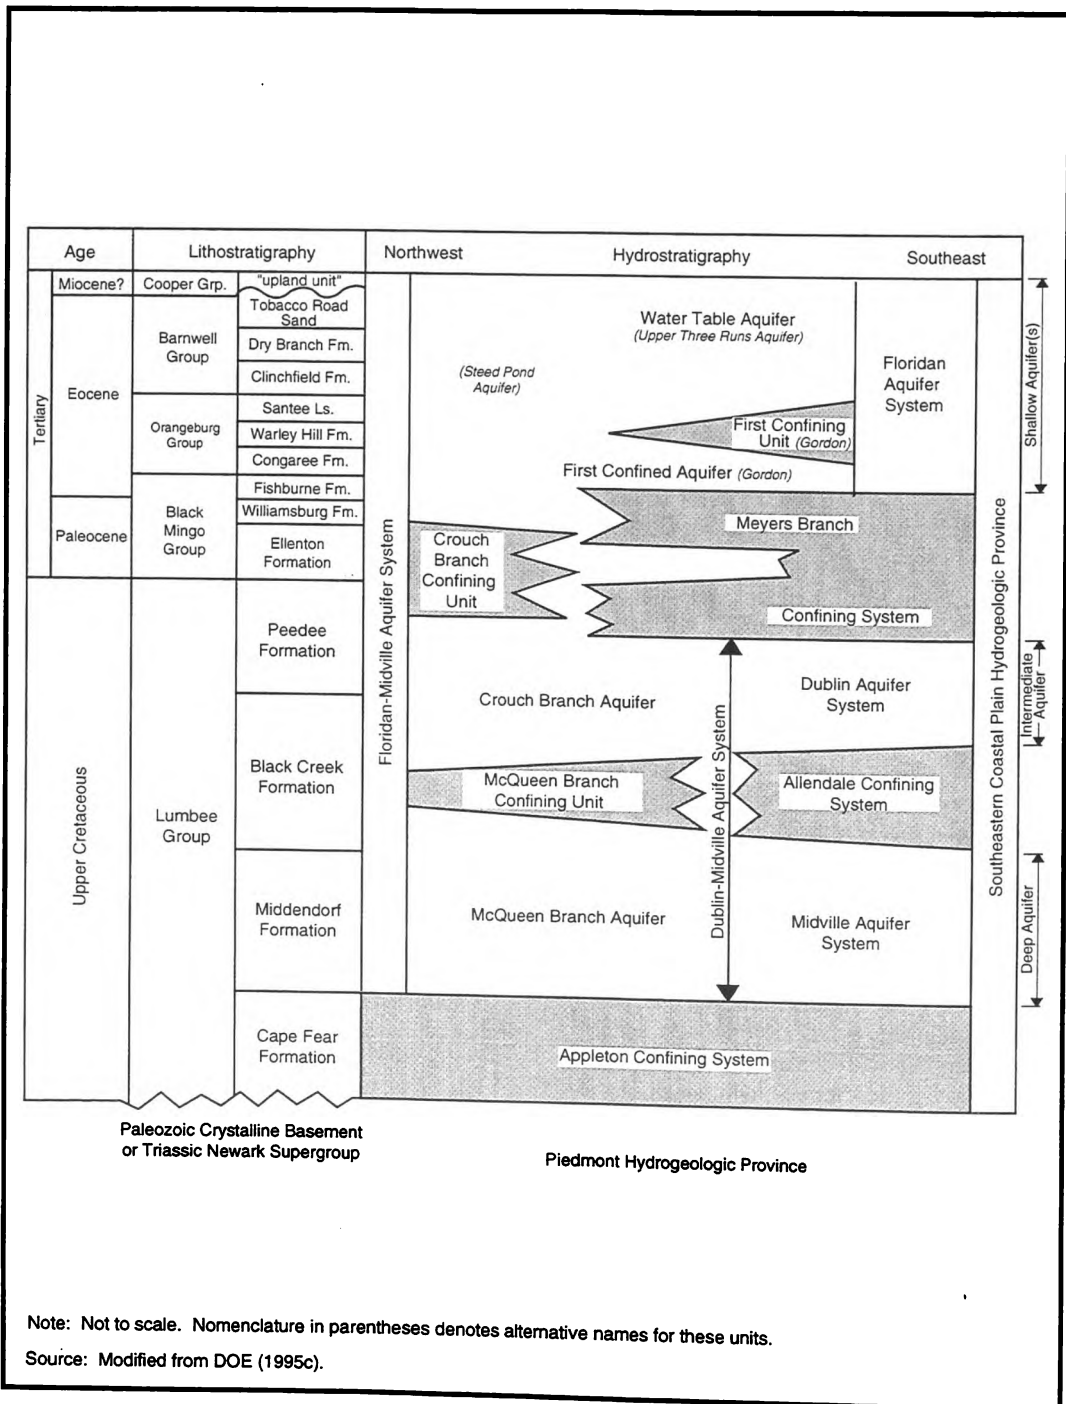 Age
Lithostratigraphy
Northwest
Hydrostratigraphy
Southeast
Tertiary
Miocene?
Cooper Grp.
"upland unit"
Eocene
Barnwell
Group
Tobacco Road
Sand
Dry Branch Fm.
Clinchfield Fm.
Orangeburg
Group
Santee Ls.
Warley Hill Fm.
Congaree Fm.
Paleocene
Black
Mingo
Group
Fishburne Fm.
Williamsburg Fm.
Ellenton
Formation
Upper Cretaceous
Lumbee
Group
Peedee
Formation
Black Creek
Formation
Middendorf
Formation
Cape Fear
Formation
Floridan-Midville Aquifer System
(Steed Pond
Aquifer)
Water Table Aquifer
(Upper Three Runs Aquifer)
Floridan
Aquifer
System
First Confining
Unit (Gordon)
First Confined Aquifer (Gordon)
Meyers Branch
Confining System
Crouch
Branch
Confining
Unit
Crouch Branch Aquifer
Dublin Aquifer
System
McQueen Branch
Confining Unit
Allendale Confining
System
Dublin-Midville Aquifer System
McQueen Branch Aquifer
Midville Aquifer
System
Appleton Confining System
Southeastern Coastal Plain Hydrogeologic Province
Shallow Aquifer(s)
Intermediate
Aquifer
Deep Aquifer
Paleozoic Crystalline Basement
or Triassic Newark Supergroup
Piedmont Hydrogeologic Province
Note: Not to scale. Nomenclature in parentheses denotes alternative names for these units.
Source: Modified from DOE (1995c).